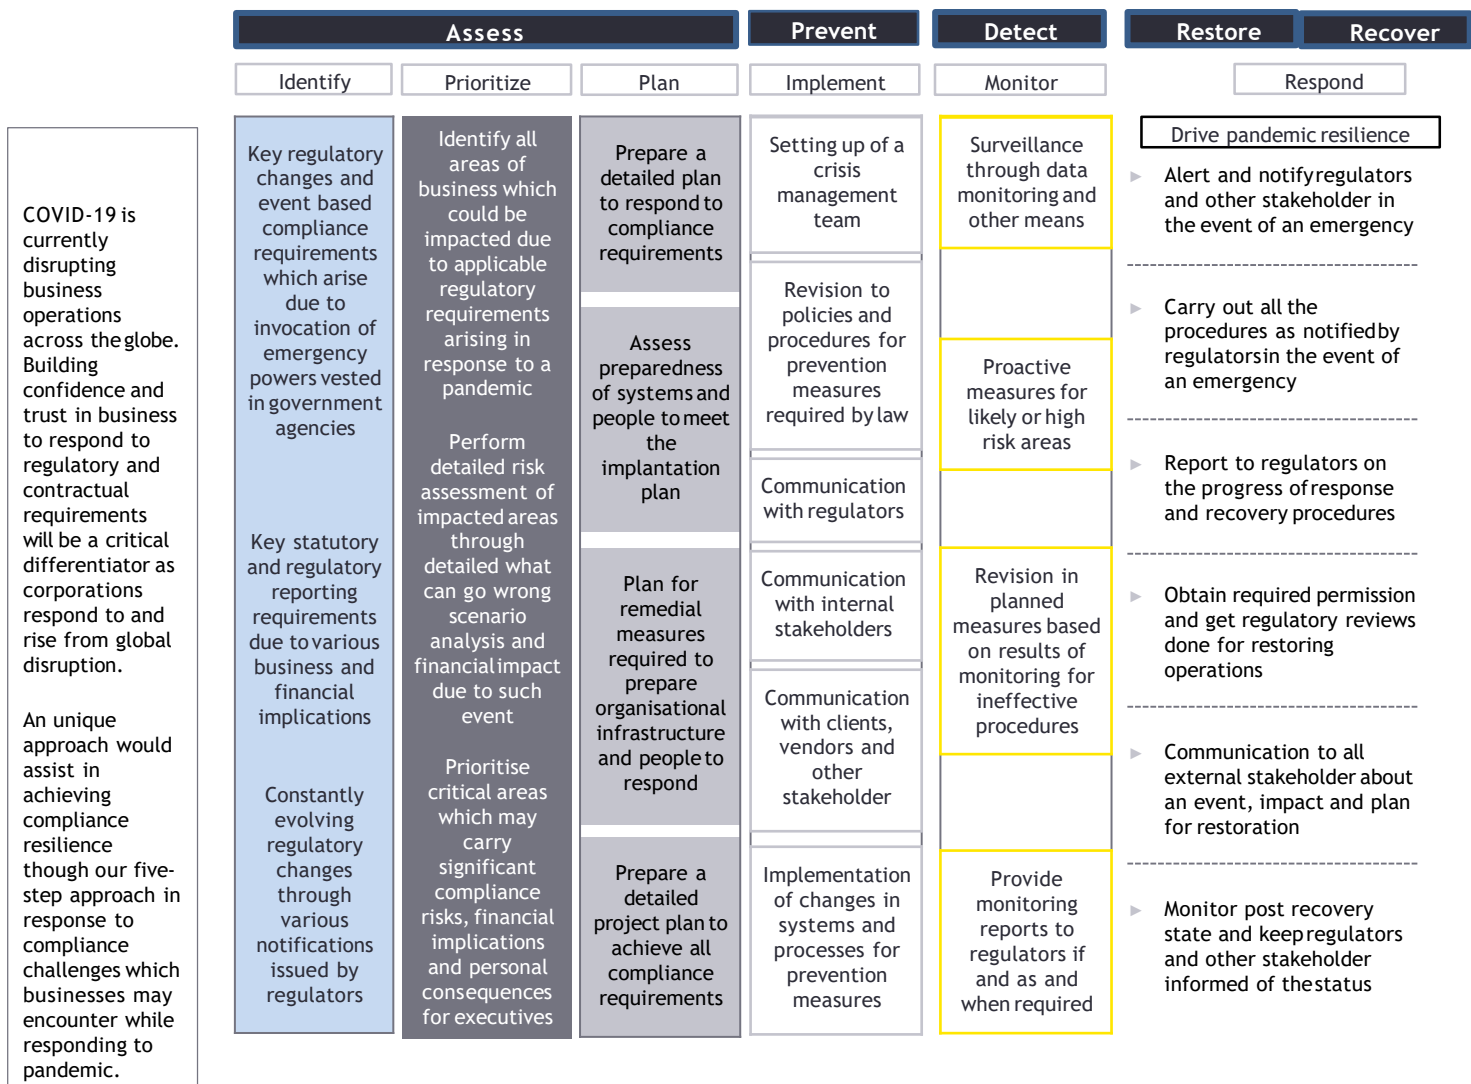 Assess
Prevent
Detect
Restore
Recover
Identify
Prioritize
Plan
Implement
Monitor
Respond
COVID-19 is
currently
disrupting
business
operations
across the globe.
Building
confidence and
trust in business
to respond to
regulatory and
contractual
requirements
will be a critical
differentiator as
corporations
respond to and
rise from global
disruption.
An unique
approach would
assist in
achieving
compliance
resilience
though our five-
step approach in
response to
compliance
challenges which
businesses may
encounter while
responding to
pandemic.
Key regulatory
changes and
event based
compliance
requirements
which arise
due to
invocation of
emergency
powers vested
in government
agencies
Key statutory
and regulatory
reporting
requirements
due to various
business and
financial
implications
Constantly
evolving
regulatory
changes
through
various
notifications
issued by
regulators
Identify all
areas of
business which
could be
impacted due
to applicable
regulatory
requirements
arising in
response to a
pandemic
Perform
detailed risk
assessment of
impacted areas
through
detailed what
can go wrong
scenario
analysis and
financial impact
due to such
event
Prioritise
critical areas
which may
carry
significant
compliance
risks, financial
implications
and personal
consequences
for executives
Prepare a
detailed plan
to respond to
compliance
requirements
Assess
preparedness
of systems and
people to meet
the
implantation
plan
Plan for
remedial
measures
required to
prepare
organisational
infrastructure
and people to
respond
Prepare a
detailed
project plan to
achieve all
compliance
requirements
Setting up of a
crisis
management
team
Revision to
policies and
procedures for
prevention
measures
required by law
Communication
with regulators
Communication
with internal
stakeholders
Communication
with clients,
vendors and
other
stakeholder
Implementation
of changes in
systems and
processes for
prevention
measures
Surveillance
through data
monitoring and
other means
Proactive
measures for
likely or high
risk areas
Revision in
planned
measures based
on results of
monitoring for
ineffective
procedures
Provide
monitoring
reports to
regulators if
and as and
when required
Drive pandemic resilience
► Alert and notify regulators
and other stakeholder in
the event of an emergency
► Carry out all the
procedures as notified by
regulators in the event of
an emergency
► Report to regulators on
the progress of response
and recovery procedures
► Obtain required permission
and get regulatory reviews
done for restoring
operations
► Communication to all
external stakeholder about
an event, impact and plan
for restoration
► Monitor post recovery
state and keep regulators
and other stakeholder
informed of the status